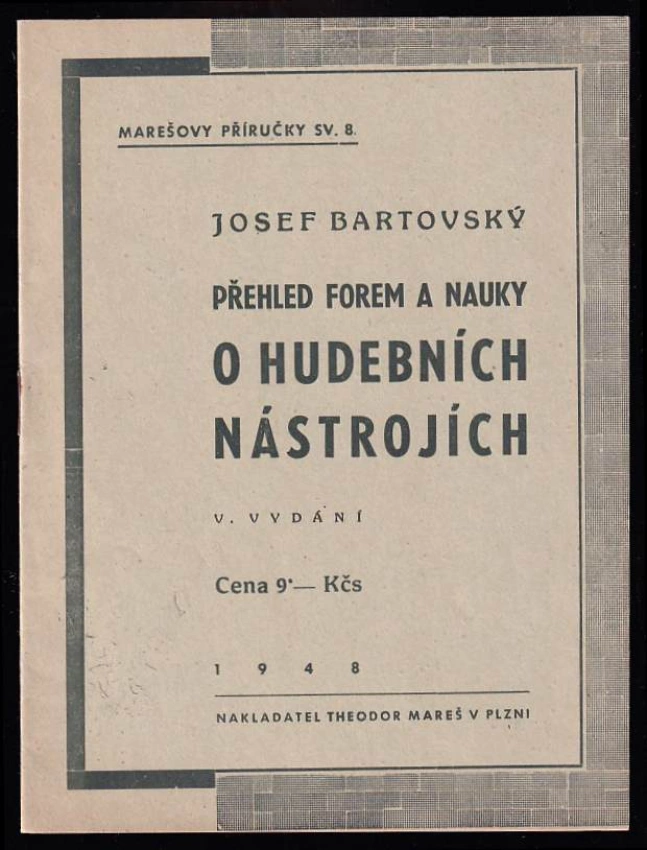 MAREŠOVY PŘÍRUČKY SV. 8.
JOSEF BARTOVSKÝ
PŘEHLED FOREM A NAUKY
O HUDEBNÍCH
NÁSTROJÍCH
V. VYDÁNÍ
Cena 9·— Kčs
1948
NAKLADATEL THEODOR MAREŠ V PLZNI